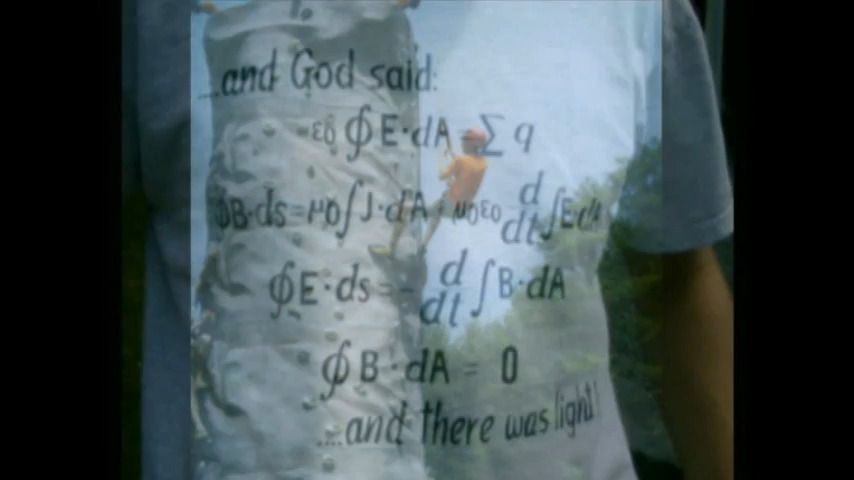 ...and God said:
ε0 ∮E·dA = ∑ q
∮B·ds = μ0∫J·dA + μ0ε0 d/dt ∫E·dA
∮E·ds = - d/dt ∫B·dA
∮B·dA = 0
....and there was light!